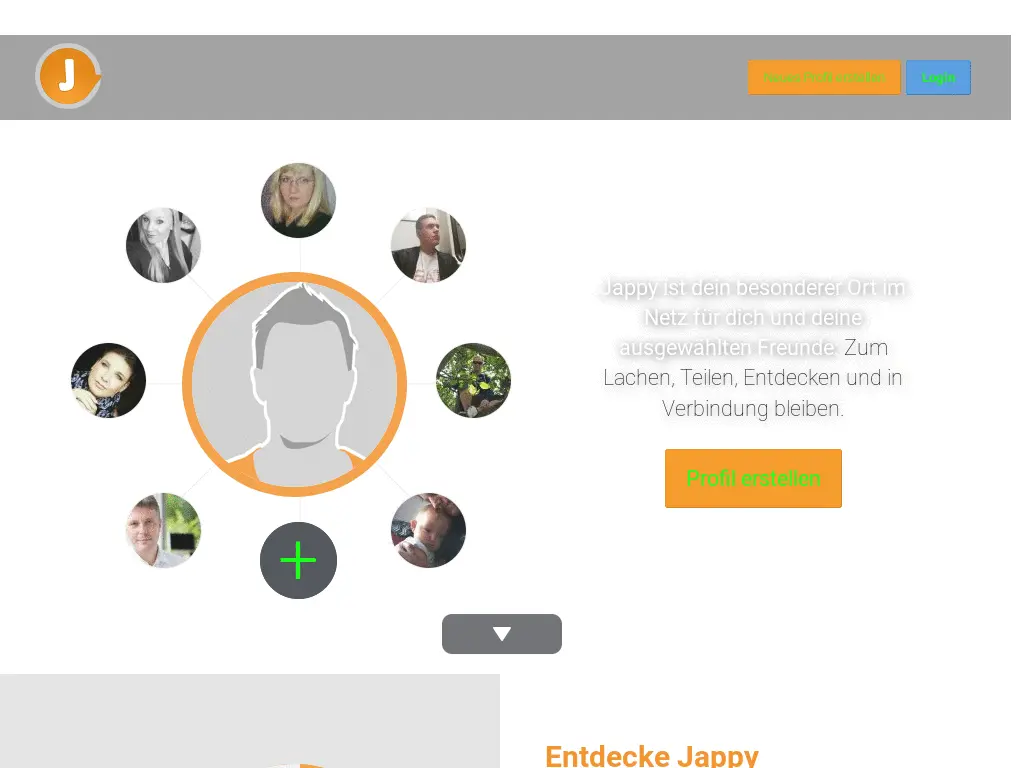 J
Neues Profil erstellen
Login
Jappy ist dein besonderer Ort im
Netz für dich und deine
ausgewählten Freunde. Zum
Lachen, Teilen, Entdecken und in
Verbindung bleiben.
Profil erstellen
Entdecke Jappy